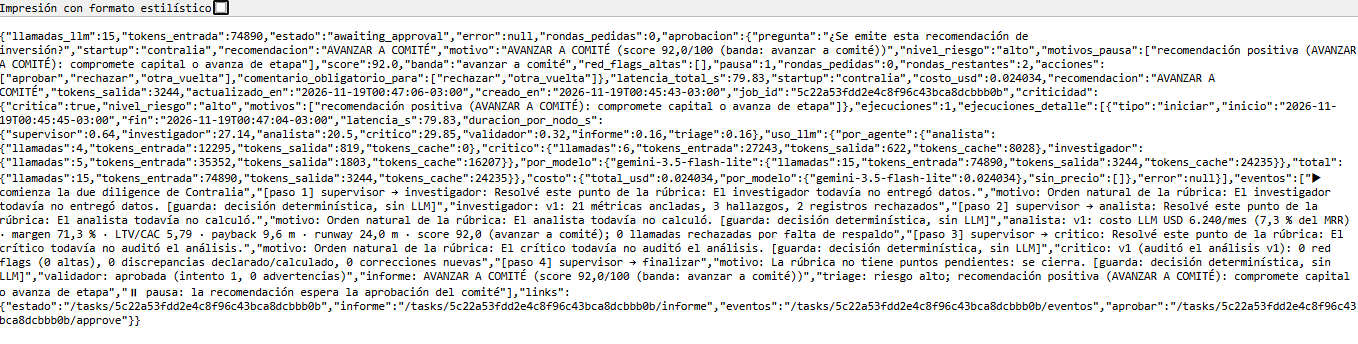 Impresión con formato estilístico
{"llamadas_llm":15,"tokens_entrada":74890,"estado":"awaiting_approval","error":null,"rondas_pedidas":0,"aprobacion":{"pregunta":"¿Se emite esta recomendación de
inversión?","startup":"contralia","recomendacion":"AVANZAR A COMITÉ","motivo":"AVANZAR A COMITÉ (score 92,0/100 (banda: avanzar a comité))","nivel_riesgo":"alto","motivos_pausa":["recomendación positiva (AVANZAR
A COMITÉ): compromete capital o avanza de etapa"],"score":92.0,"banda":"avanzar a comité","red_flags_altas":[],"pausa":1,"rondas_pedidas":0,"rondas_restantes":2,"acciones":
["aprobar","rechazar","otra_vuelta"],"comentario_obligatorio_para":["rechazar","otra_vuelta"]},"latencia_total_s":79.83,"startup":"contralia","costo_usd":0.024034,"recomendacion":"AVANZAR A
COMITÉ","tokens_salida":3244,"actualizado_en":"2026-11-19T00:47:06-03:00","creado_en":"2026-11-19T00:45:43-03:00","job_id":"5c22a53fdd2e4c8f96c43bca8dcbbb0b","criticidad":
{"critica":true,"nivel_riesgo":"alto","motivos":["recomendación positiva (AVANZAR A COMITÉ): compromete capital o avanza de etapa"]},"ejecuciones":1,"ejecuciones_detalle":[{"tipo":"iniciar","inicio":"2026-11-
19T00:45:45-03:00","fin":"2026-11-19T00:47:04-03:00","latencia_s":79.83,"duracion_por_nodo_s":
{"supervisor":0.64,"investigador":27.14,"analista":20.5,"critico":29.85,"validador":0.32,"informe":0.16,"triage":0.16},"uso_llm":{"por_agente":{"analista":
{"llamadas":4,"tokens_entrada":12295,"tokens_salida":819,"tokens_cache":0},"critico":{"llamadas":6,"tokens_entrada":27243,"tokens_salida":622,"tokens_cache":8028},"investigador":
{"llamadas":5,"tokens_entrada":35352,"tokens_salida":1803,"tokens_cache":16207}},"por_modelo":{"gemini-3.5-flash-lite":{"llamadas":15,"tokens_entrada":74890,"tokens_salida":3244,"tokens_cache":24235}},"total":
{"llamadas":15,"tokens_entrada":74890,"tokens_salida":3244,"tokens_cache":24235}},"costo":{"total_usd":0.024034,"por_modelo":{"gemini-3.5-flash-lite":0.024034},"sin_precio":[]},"error":null}],"eventos":["▶
comienza la due diligence de Contralia","[paso 1] supervisor → investigador: Resolvé este punto de la rúbrica: El investigador todavía no entregó datos.","motivo: Orden natural de la rúbrica: El investigador
todavía no entregó datos. [guarda: decisión determinística, sin LLM]","investigador: v1: 21 métricas ancladas, 3 hallazgos, 2 registros rechazados","[paso 2] supervisor → analista: Resolvé este punto de la
rúbrica: El analista todavía no calculó.","motivo: Orden natural de la rúbrica: El analista todavía no calculó. [guarda: decisión determinística, sin LLM]","analista: v1: costo LLM USD 6.240/mes (7,3 % del MRR)
· margen 71,3 % · LTV/CAC 5,79 · payback 9,6 m · runway 24,0 m · score 92,0 (avanzar a comité); 0 llamadas rechazadas por falta de respaldo","[paso 3] supervisor → critico: Resolvé este punto de la rúbrica: El
crítico todavía no auditó el análisis.","motivo: Orden natural de la rúbrica: El crítico todavía no auditó el análisis. [guarda: decisión determinística, sin LLM]","critico: v1 (auditó el análisis v1): 0 red
flags (0 altas), 0 discrepancias declarado/calculado, 0 correcciones nuevas","[paso 4] supervisor → finalizar","motivo: La rúbrica no tiene puntos pendientes: se cierra. [guarda: decisión determinística, sin
LLM]","validador: aprobada (intento 1, 0 advertencias)","informe: AVANZAR A COMITÉ (score 92,0/100 (banda: avanzar a comité))","triage: riesgo alto; recomendación positiva (AVANZAR A COMITÉ): compromete capital
o avanza de etapa","⏸ pausa: la recomendación espera la aprobación del comité"],"links":
{"estado":"/tasks/5c22a53fdd2e4c8f96c43bca8dcbbb0b","informe":"/tasks/5c22a53fdd2e4c8f96c43bca8dcbbb0b/informe","eventos":"/tasks/5c22a53fdd2e4c8f96c43bca8dcbbb0b/eventos","aprobar":"/tasks/5c22a53fdd2e4c8f96c43
bca8dcbbb0b/approve"}}